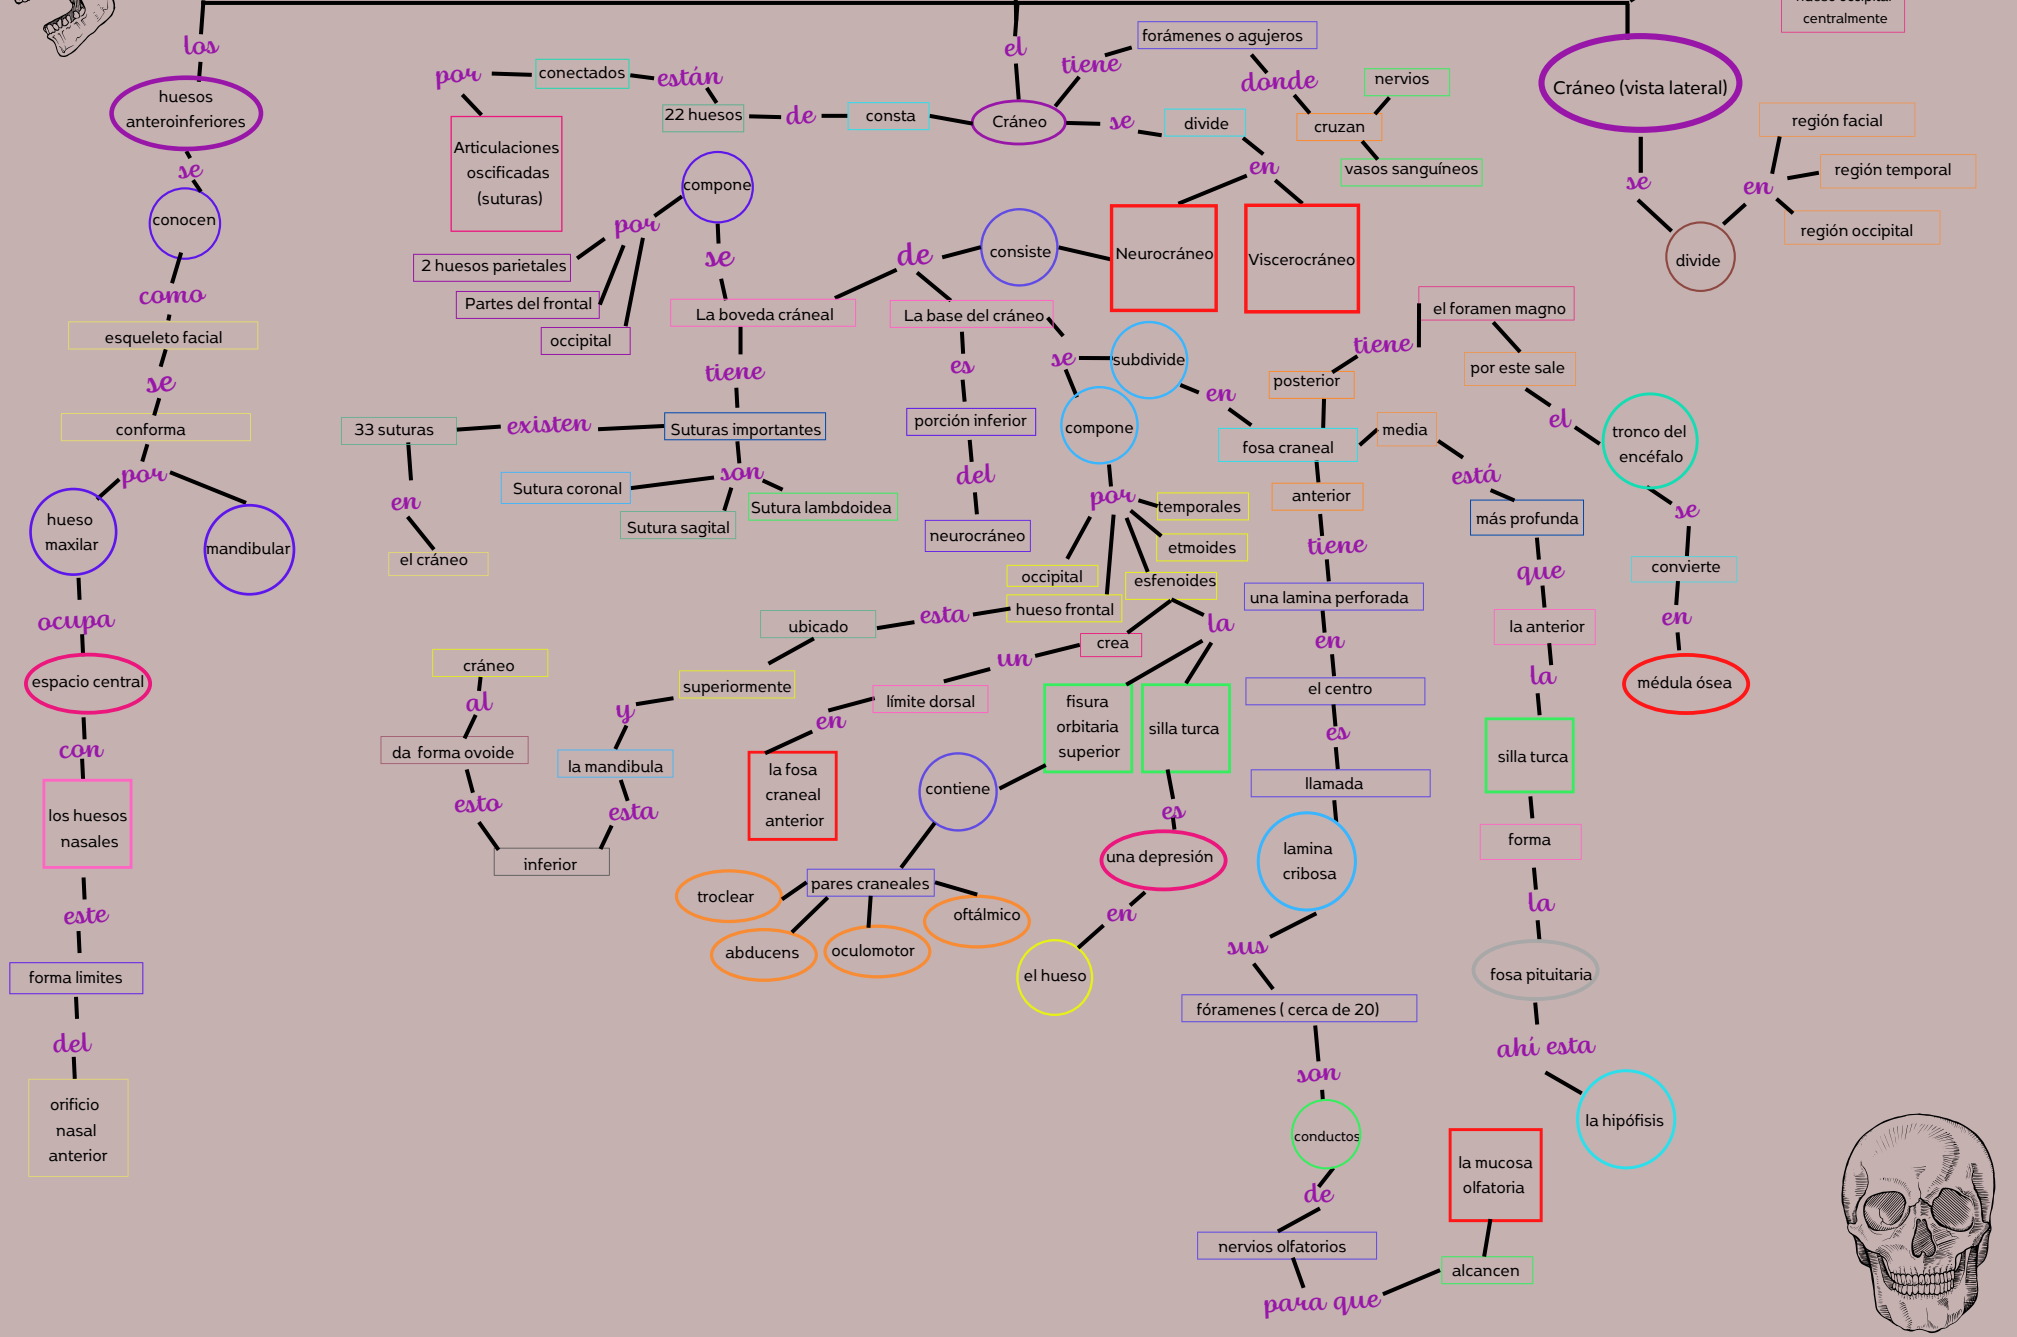 hueso occipital
centralmente
los
el
forámenes o agujeros
tiene
por
conectados
están
donde
nervios
Cráneo (vista lateral)
huesos
anteroinferiores
22 huesos
de
consta
Cráneo
se
divide
cruzan
región facial
Articulaciones
oscificadas
(suturas)
en
vasos sanguíneos
se
región temporal
se
en
compone
conocen
por
región occipital
de
consiste
Neurocráneo
Viscerocráneo
divide
2 huesos parietales
se
como
Partes del frontal
La boveda cráneal
La base del cráneo
el foramen magno
esqueleto facial
occipital
tiene
se
subdivide
es
por este sale
se
tiene
posterior
en
conforma
33 suturas
existen
Suturas importantes
porción inferior
compone
fosa craneal
media
el
tronco del
encéfalo
por
son
del
está
Sutura coronal
por
anterior
en
Sutura lambdoidea
temporales
más profunda
se
hueso
maxilar
mandibular
Sutura sagital
neurocráneo
etmoides
tiene
el cráneo
occipital
esfenoides
que
convierte
una lamina perforada
ocupa
ubicado
esta
hueso frontal
la
la anterior
en
crea
en
cráneo
un
espacio central
superiormente
límite dorsal
el centro
la
médula ósea
al
y
en
fisura
orbitaria
superior
silla turca
es
con
da forma ovoide
la mandibula
la fosa
craneal
anterior
contiene
llamada
silla turca
los huesos
nasales
esto
esta
es
forma
inferior
una depresión
lamina
cribosa
pares craneales
troclear
oftálmico
la
este
en
abducens
oculomotor
sus
forma limites
el hueso
fosa pituitaria
fóramenes ( cerca de 20)
del
ahí esta
son
orificio
nasal
anterior
la hipófisis
conductos
la mucosa
olfatoria
de
nervios olfatorios
alcancen
para que